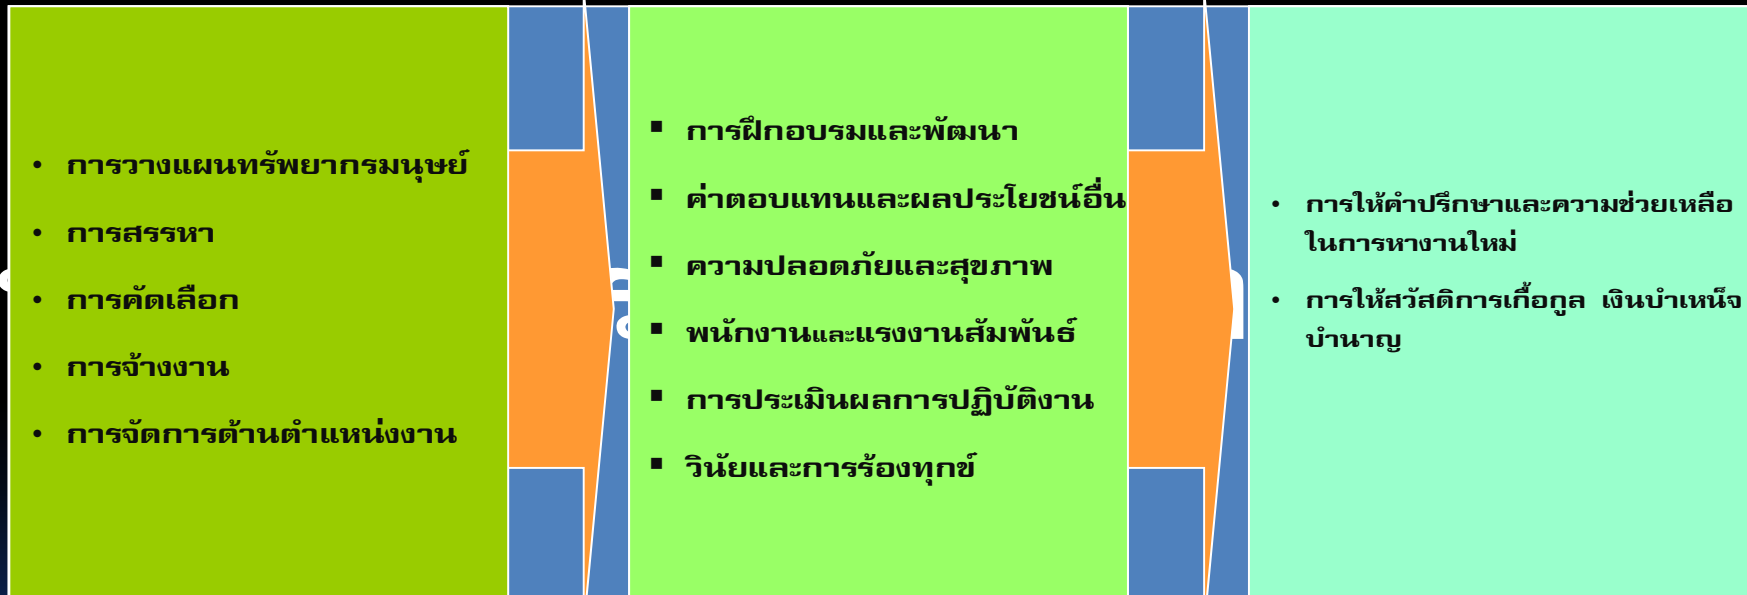 • การวางแผนทรัพยากรมนุษย์
• การสรรหา
• การคัดเลือก
• การจ้างงาน
• การจัดการด้านตำแหน่งงาน
▪ การฝึกอบรมและพัฒนา
▪ ค่าตอบแทนและผลประโยชน์อื่น
▪ ความปลอดภัยและสุขภาพ
▪ พนักงานและแรงงานสัมพันธ์
▪ การประเมินผลการปฏิบัติงาน
▪ วินัยและการร้องทุกข์
• การให้คำปรึกษาและความช่วยเหลือ
ในการหางานใหม่
• การให้สวัสดิการเกื้อกูล เงินบำเหน็จ
บำนาญ